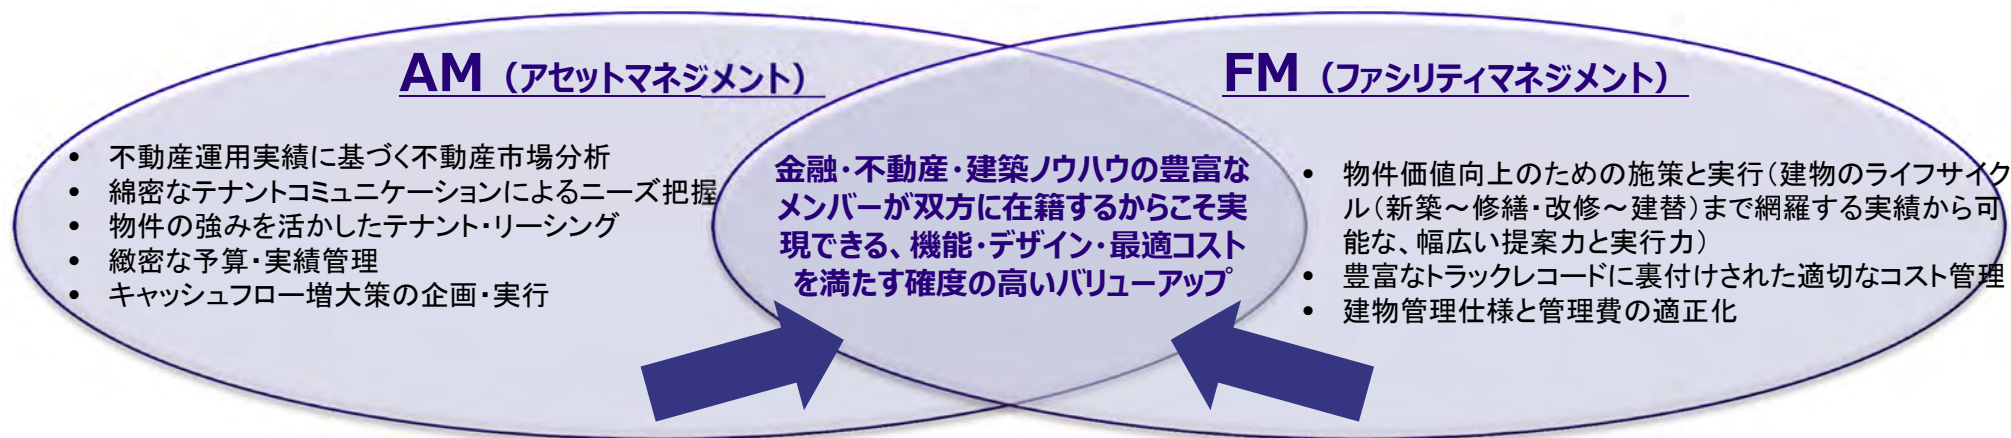 AM（アセットマネジメント）
• 不動産運用実績に基づく不動産市場分析
• 綿密なテナントコミュニケーションによるニーズ把握
• 物件の強みを活かしたテナント・リーシング
• 緻密な予算・実績管理
• キャッシュフロー増大策の企画・実行
金融・不動産・建築ノウハウの豊富な
メンバーが双方に在籍するからこそ実
現できる、機能・デザイン・最適コスト
を満たす確度の高いバリューアップ
FM（ファシリティマネジメント）
• 物件価値向上のための施策と実行（建物のライフサイク
ル（新築～修繕・改修～建替）まで網羅する実績から可
能な、幅広い提案力と実行力）
• 豊富なトラックレコードに裏付けされた適切なコスト管理
• 建物管理仕様と管理費の適正化